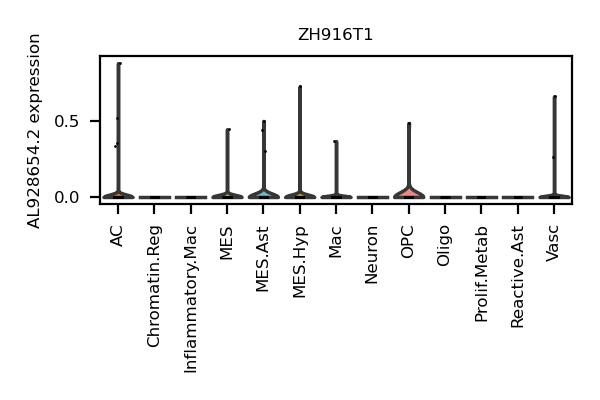 ZH916T1
AL928654.2 expression
0.5
0.0
AC
Chromatin.Reg
Inflammatory.Mac
MES
MES.Ast
MES.Hyp
Mac
Neuron
OPC
Oligo
Prolif.Metab
Reactive.Ast
Vasc